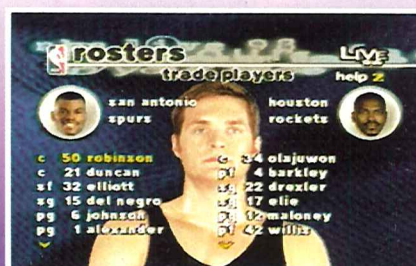 rosters
LIVE
trade players
help z
san antonio
spurs
houston
rockets
c 50 robinson
c 21 duncan
sf 32 elliott
sg 15 del negro
pg 6 johnson
pg 1 alexander
c 34 olajuwon
pf 4 barkley
sg 22 drexler
sg 17 elie
pg 12 maloney
pf 42 willis